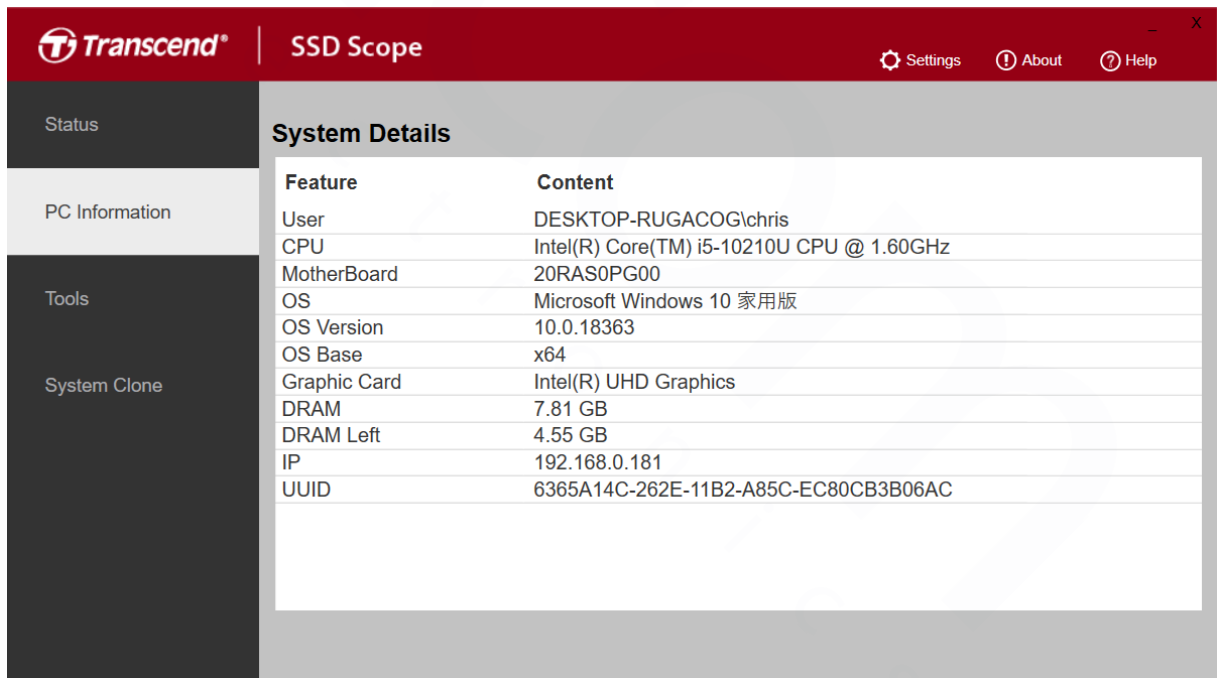 _ X
Transcend® SSD Scope
Settings About Help
Status
PC Information
Tools
System Clone
System Details
Feature Content
User DESKTOP-RUGACOG\chris
CPU Intel(R) Core(TM) i5-10210U CPU @ 1.60GHz
MotherBoard 20RAS0PG00
OS Microsoft Windows 10 家用版
OS Version 10.0.18363
OS Base x64
Graphic Card Intel(R) UHD Graphics
DRAM 7.81 GB
DRAM Left 4.55 GB
IP 192.168.0.181
UUID 6365A14C-262E-11B2-A85C-EC80CB3B06AC